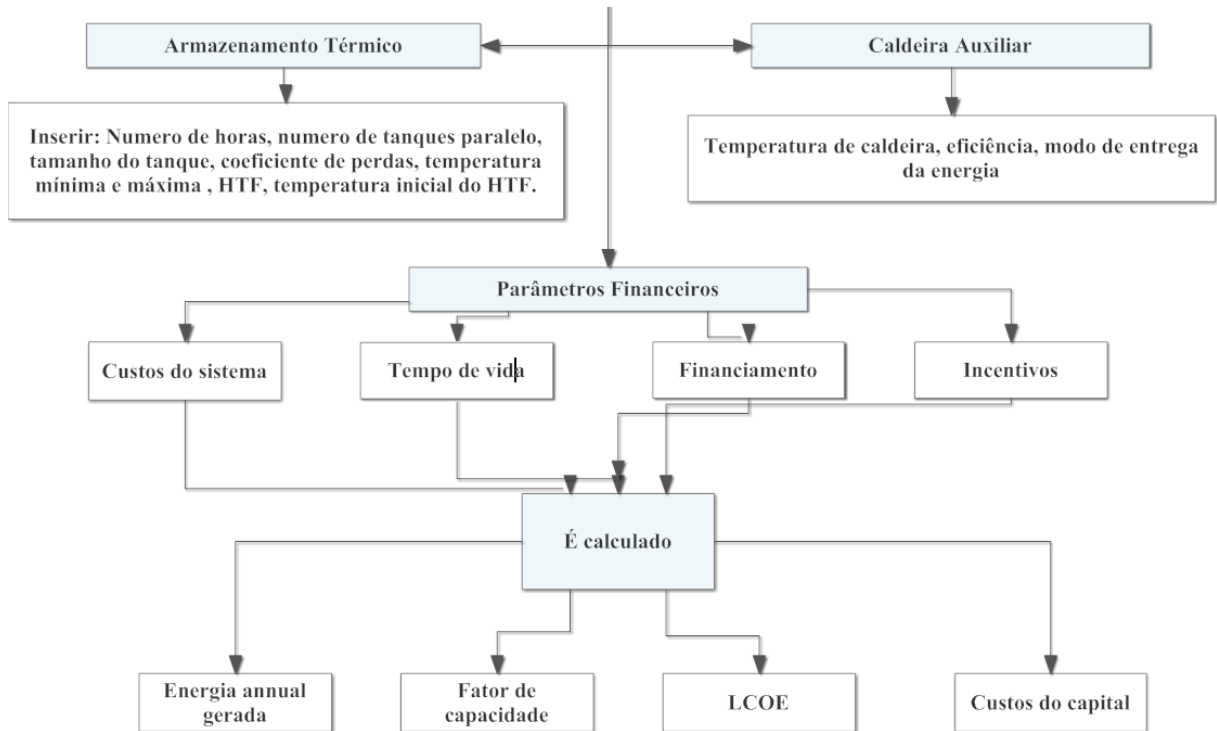 Armazenamento Térmico
Caldeira Auxiliar
Inserir: Numero de horas, numero de tanques paralelo,
tamanho do tanque, coeficiente de perdas, temperatura
mínima e máxima , HTF, temperatura inicial do HTF.
Temperatura de caldeira, eficiência, modo de entrega
da energia
Parâmetros Financeiros
Custos do sistema
Tempo de vida
Financiamento
Incentivos
É calculado
Energia annual
gerada
Fator de
capacidade
LCOE
Custos do capital